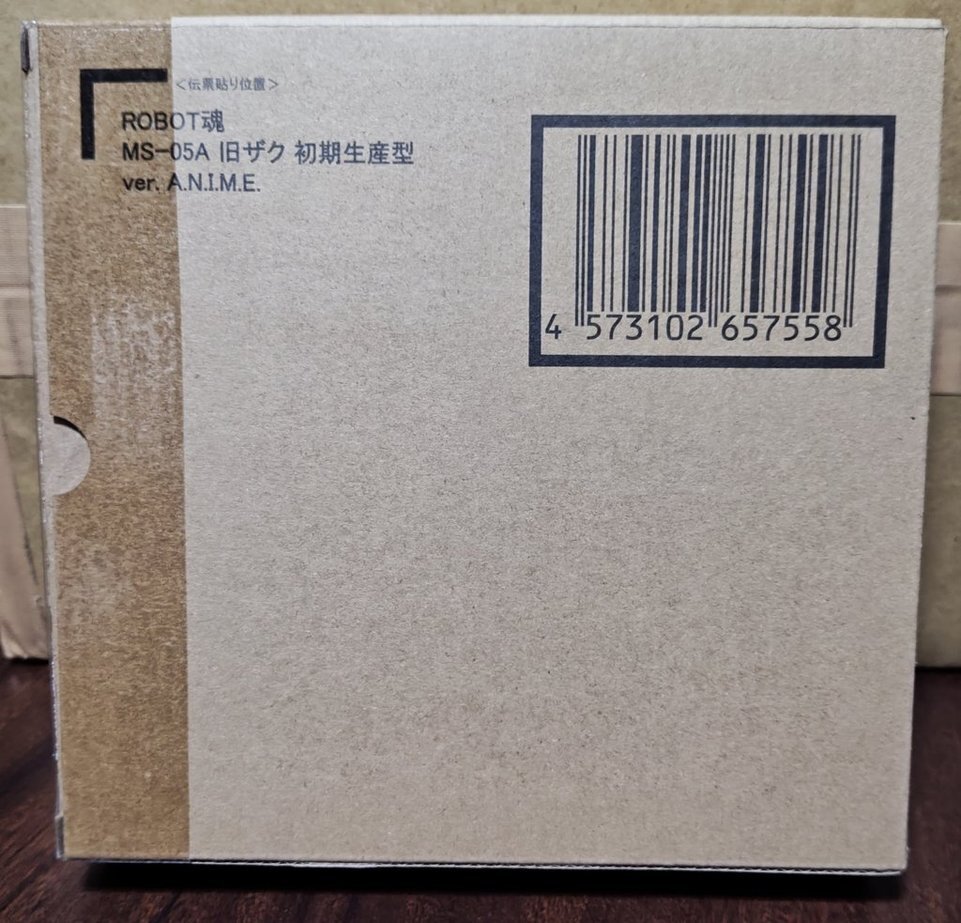 ＜伝票貼り位置＞
ROBOT魂
MS-05A 旧ザク 初期生産型
ver. A.N.I.M.E.
4 573102 657558